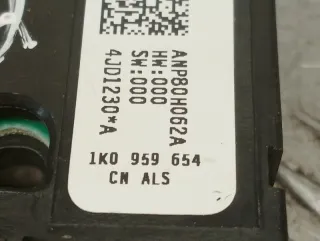 ANP80H062A
HW:000
SW:000
4JD1230*A
1K0 959 654
CN ALS